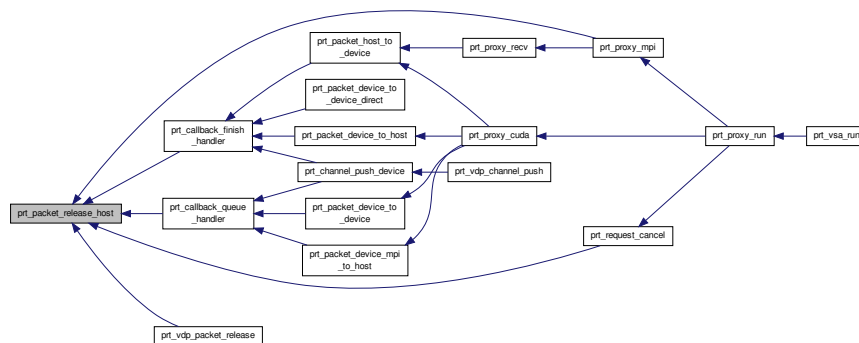 prt_packet_host_to
_device
prt_proxy_recv
prt_proxy_mpi
prt_packet_device_to
_device_direct
prt_callback_finish
_handler
prt_packet_device_to_host
prt_proxy_cuda
prt_proxy_run
prt_vsa_run
prt_channel_push_device
prt_vdp_channel_push
prt_packet_release_host
prt_callback_queue
_handler
prt_packet_device_to
_device
prt_request_cancel
prt_packet_device_mpi
_to_host
prt_vdp_packet_release